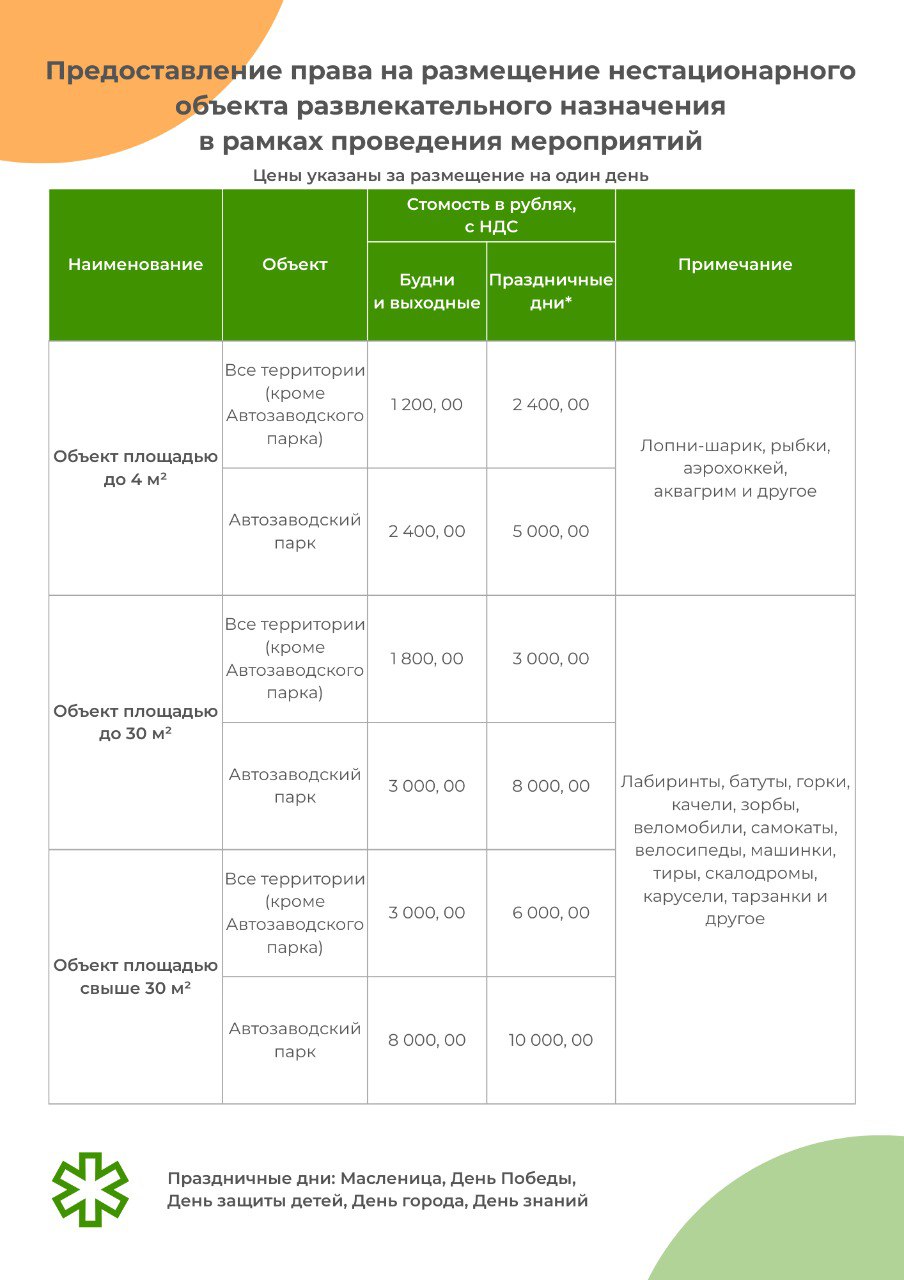 Предоставление права на размещение нестационарного
объекта развлекательного назначения
в рамках проведения мероприятий
Цены указаны за размещение на один день
Наименование
Объект
Стомость в рублях,
с НДС
Будни
и выходные
Праздничные
дни*
Примечание
Объект площадью
до 4 м²
Все территории
(кроме
Автозаводского
парка)
1 200, 00
2 400, 00
Автозаводский
парк
2 400, 00
5 000, 00
Лопни-шарик, рыбки,
аэрохоккей,
аквагрим и другое
Объект площадью
до 30 м²
Все территории
(кроме
Автозаводского
парка)
1 800, 00
3 000, 00
Автозаводский
парк
3 000, 00
8 000, 00
Объект площадью
свыше 30 м²
Все территории
(кроме
Автозаводского
парка)
3 000, 00
6 000, 00
Автозаводский
парк
8 000, 00
10 000, 00
Лабиринты, батуты, горки,
качели, зорбы,
веломобили, самокаты,
велосипеды, машинки,
тиры, скалодромы,
карусели, тарзанки и
другое
Праздничные дни: Масленица, День Победы,
День защиты детей, День города, День знаний